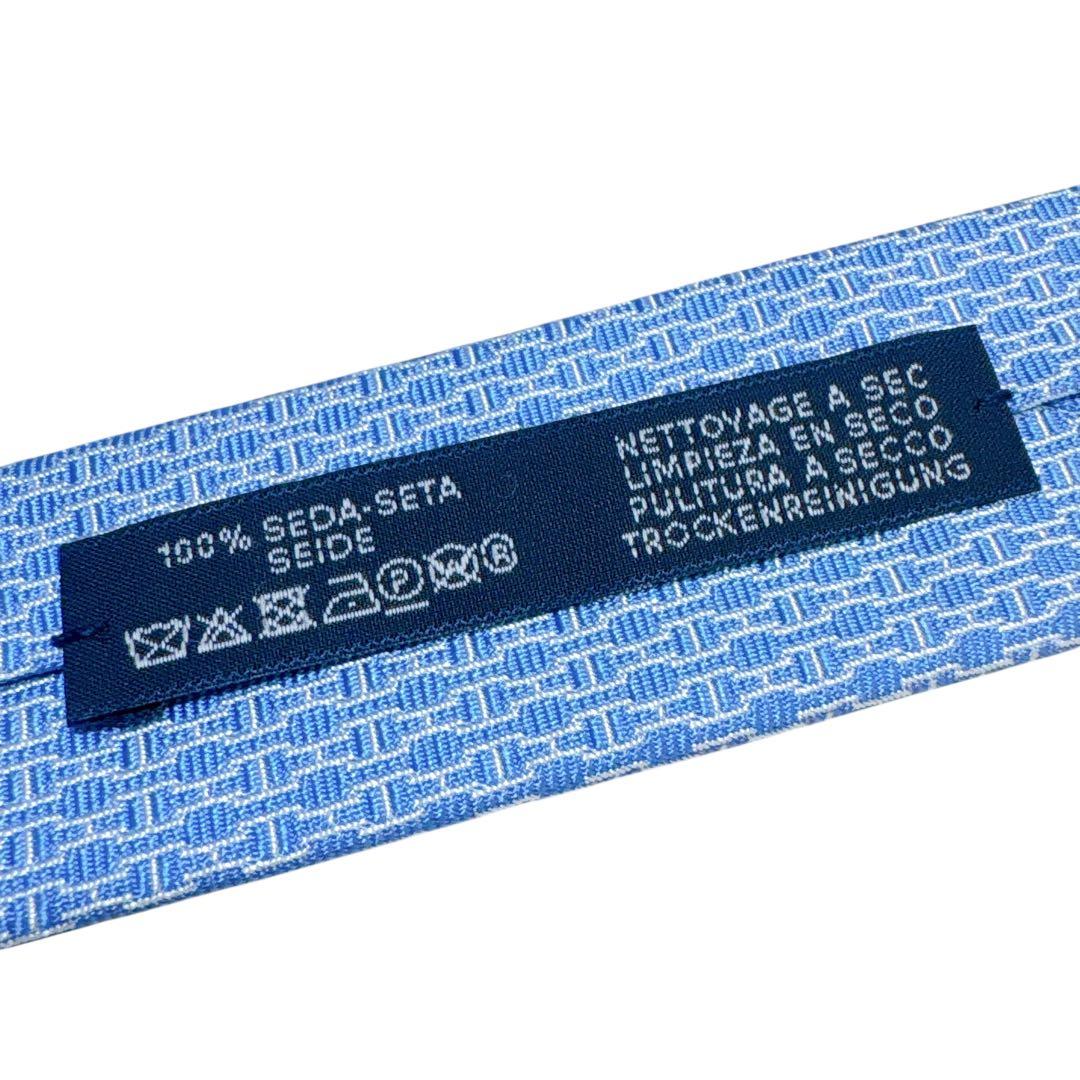 100% SEDA-SETA
SEIDE
P
R
NETTOYAGE A SEC
LIMPIEZA EN SECO
PULITURA A SECCO
TROCKENREINIGUNG